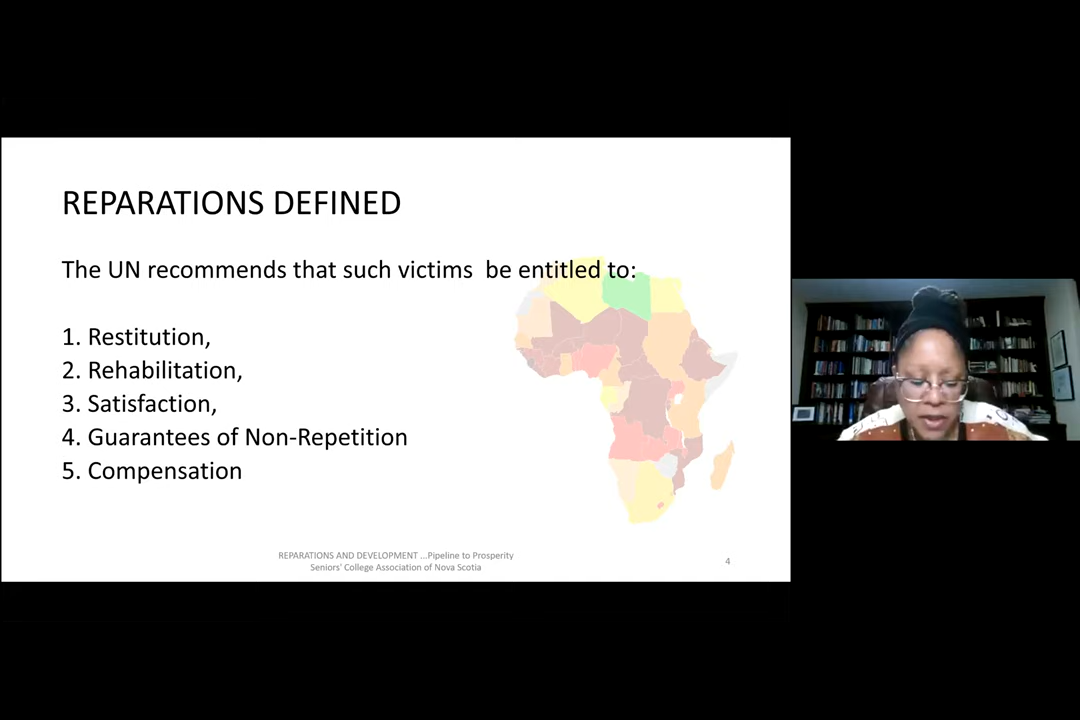 REPARATIONS DEFINED
The UN recommends that such victims  be entitled to:
1. Restitution,
2. Rehabilitation,
3. Satisfaction,
4. Guarantees of Non-Repetition
5. Compensation
REPARATIONS AND DEVELOPMENT ...Pipeline to Prosperity
Seniors' College Association of Nova Scotia
4